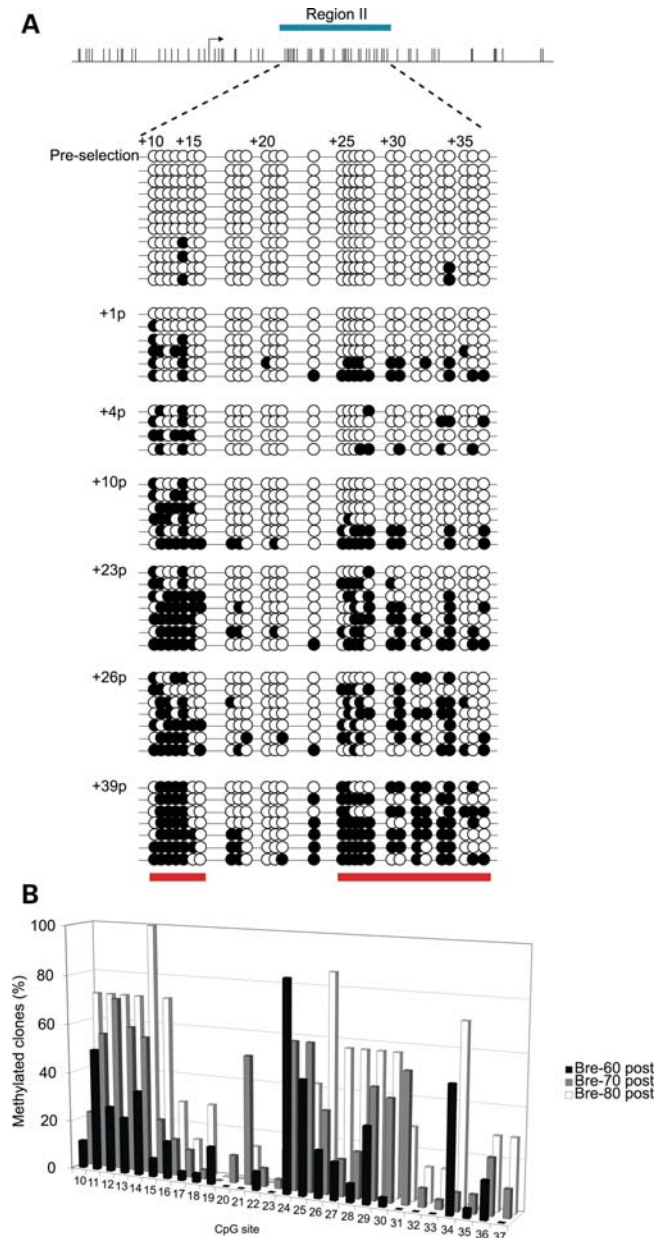 A
Region II
+10 +15 +20 +25 +30 +35
Pre-selection
+1p
+4p
+10p
+23p
+26p
+39p
B
Methylated clones (%)
100
80
60
40
20
0
10 11 12 13 14 15 16 17 18 19 20 21 22 23 24 25 26 27 28 29 30 31 32 33 34 35 36 37
CpG site
Bre-60 post
Bre-70 post
Bre-80 post